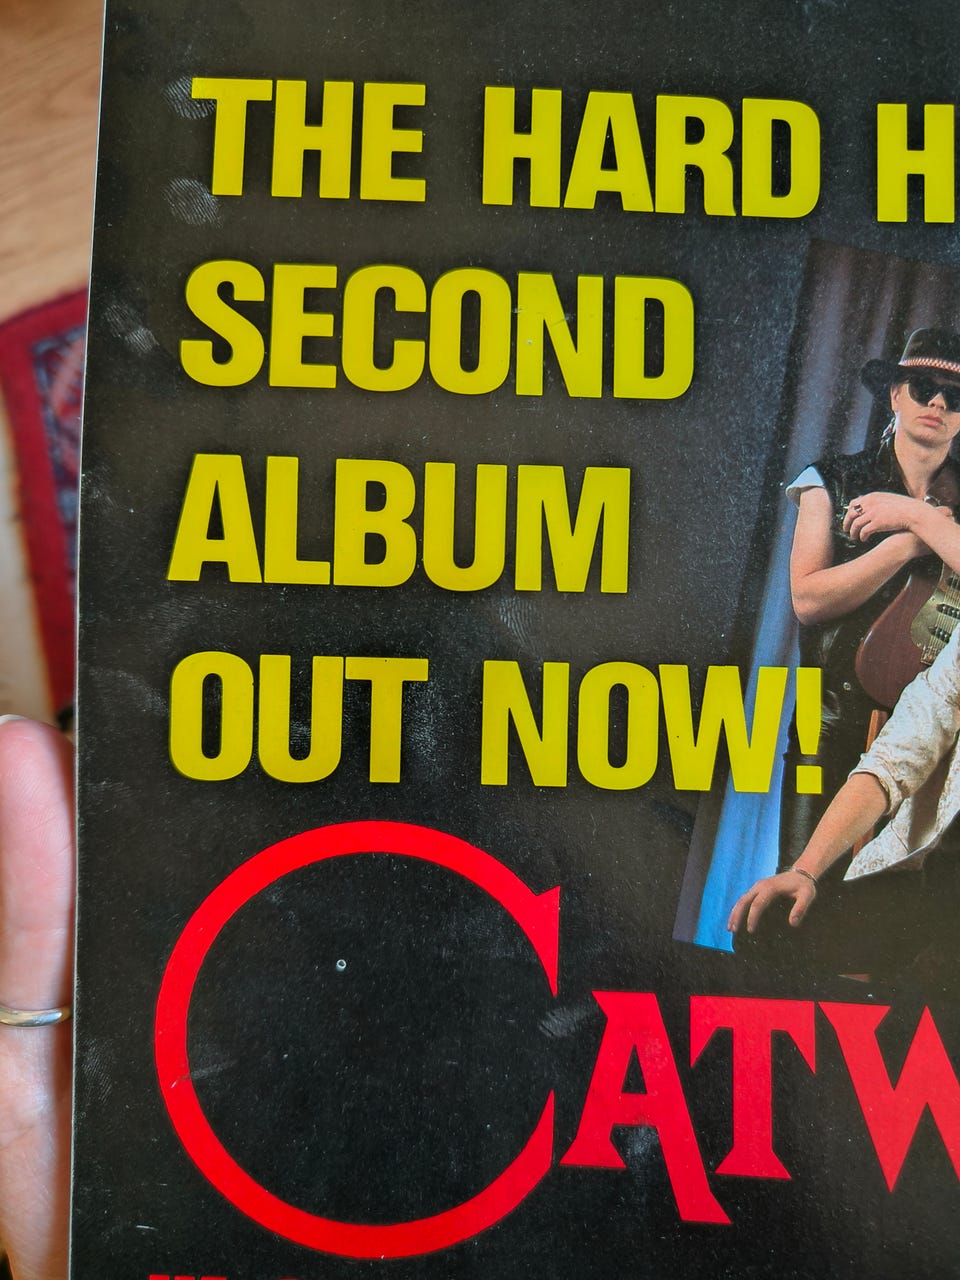 THE HARD H
SECOND
ALBUM
OUT NOW!
CATW